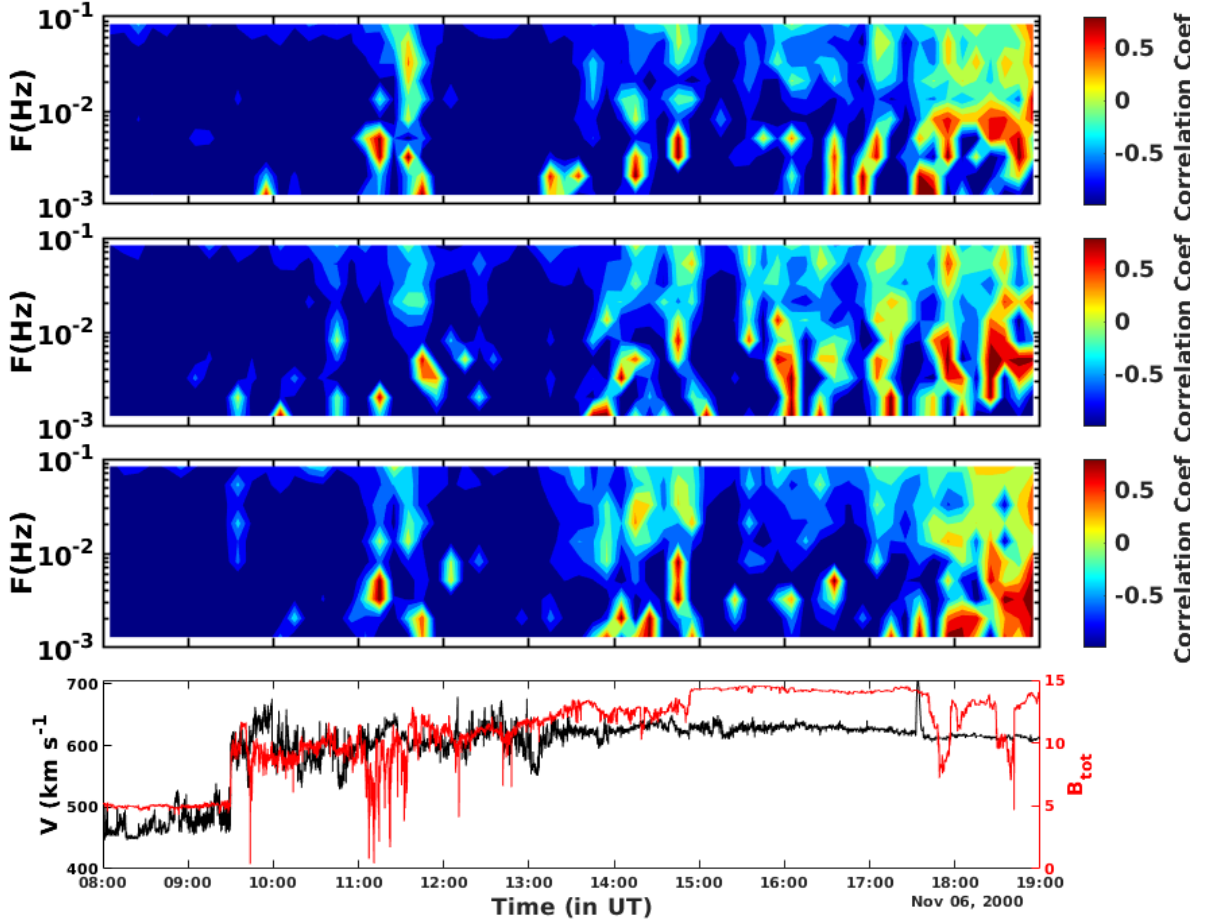 10⁻¹
F(Hz)
10⁻²
10⁻³
0.5
0
-0.5
Correlation Coef
10⁻¹
F(Hz)
10⁻²
10⁻³
0.5
0
-0.5
Correlation Coef
10⁻¹
F(Hz)
10⁻²
10⁻³
0.5
0
-0.5
Correlation Coef
V (km s⁻¹
700
600
500
400
15
10
5
0
B_tot
08:00 09:00 10:00 11:00 12:00 13:00 14:00 15:00 16:00 17:00 18:00 19:00
Time (in UT)
Nov 06, 2000